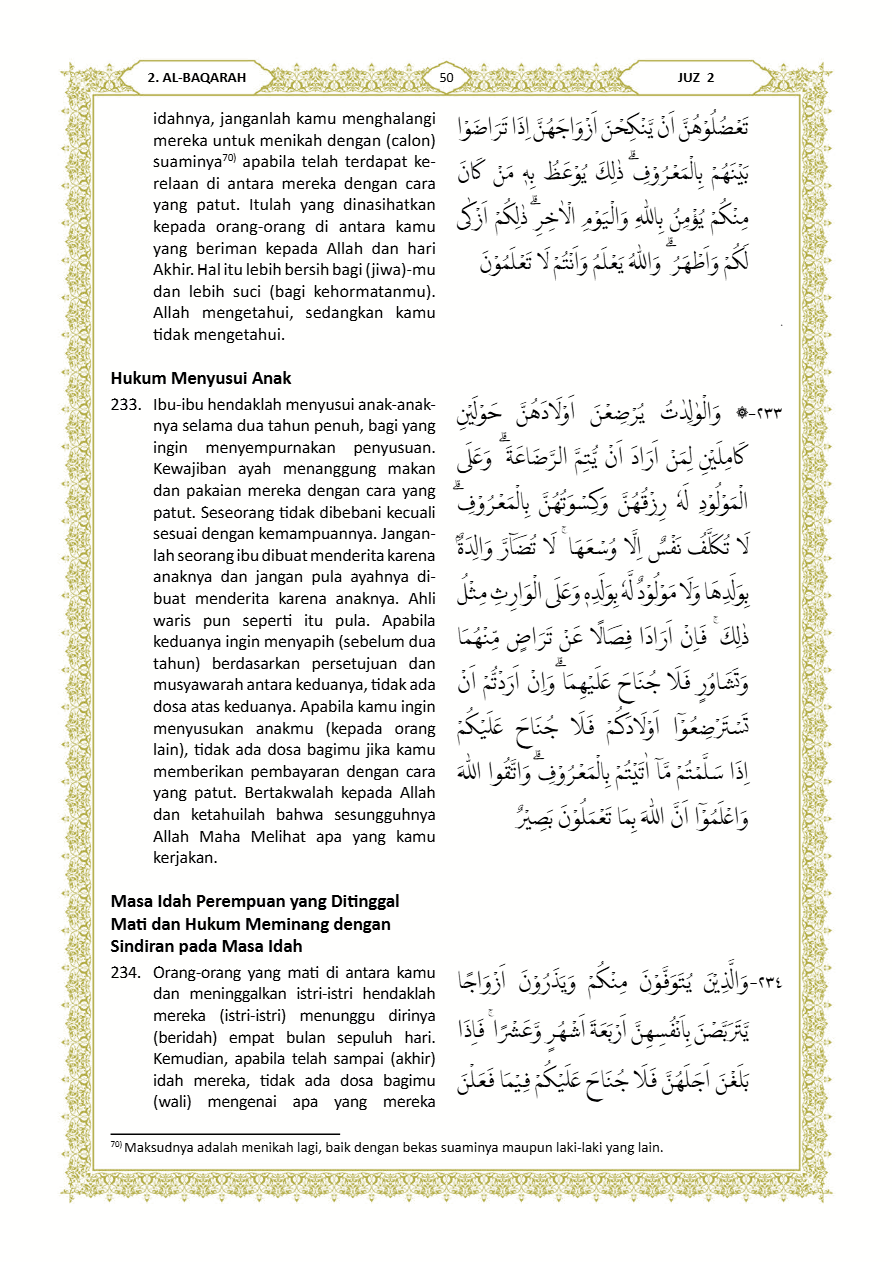 2. AL-BAQARAH
50
JUZ 2
idahnya, janganlah kamu menghalangi
mereka untuk menikah dengan (calon)
suaminya⁷⁰⁾ apabila telah terdapat ke-
relaan di antara mereka dengan cara
yang patut. Itulah yang dinasihatkan
kepada orang-orang di antara kamu
yang beriman kepada Allah dan hari
Akhir. Hal itu lebih bersih bagi (jiwa)-mu
dan lebih suci (bagi kehormatanmu).
Allah mengetahui, sedangkan kamu
tidak mengetahui.
تَعْضُلُوْهُنَّ اَنْ يَّنْكِحْنَ اَزْوَاجَهُنَّ اِذَا تَرَاضَوْا
بَيْنَهُمْ بِالْمَعْرُوْفِۗ ذٰلِكَ يُوْعَظُ بِهٖ مَنْ كَانَ
مِنْكُمْ يُؤْمِنُ بِاللّٰهِ وَالْيَوْمِ الْاٰخِرِۗ ذٰلِكُمْ اَزْكٰى
لَكُمْ وَاَطْهَرُۗ وَاللّٰهُ يَعْلَمُ وَاَنْتُمْ لَا تَعْلَمُوْنَ
Hukum Menyusui Anak
233. Ibu-ibu hendaklah menyusui anak-anak-
nya selama dua tahun penuh, bagi yang
ingin menyempurnakan penyusuan.
Kewajiban ayah menanggung makan
dan pakaian mereka dengan cara yang
patut. Seseorang tidak dibebani kecuali
sesuai dengan kemampuannya. Jangan-
lah seorang ibu dibuat menderita karena
anaknya dan jangan pula ayahnya di-
buat menderita karena anaknya. Ahli
waris pun seperti itu pula. Apabila
keduanya ingin menyapih (sebelum dua
tahun) berdasarkan persetujuan dan
musyawarah antara keduanya, tidak ada
dosa atas keduanya. Apabila kamu ingin
menyusukan anakmu (kepada orang
lain), tidak ada dosa bagimu jika kamu
memberikan pembayaran dengan cara
yang patut. Bertakwalah kepada Allah
dan ketahuilah bahwa sesungguhnya
Allah Maha Melihat apa yang kamu
kerjakan.
٢٣٣- ۞ وَالْوٰلِدٰتُ يُرْضِعْنَ اَوْلَادَهُنَّ حَوْلَيْنِ
كَامِلَيْنِ لِمَنْ اَرَادَ اَنْ يُّتِمَّ الرَّضَاعَةَۗ وَعَلَى
الْمَوْلُوْدِ لَهٗ رِزْقُهُنَّ وَكِسْوَتُهُنَّ بِالْمَعْرُوْفِۗ
لَا تُكَلَّفُ نَفْسٌ اِلَّا وُسْعَهَاۚ لَا تُضَاۤرَّ وَالِدَةٌۢ
بِوَلَدِهَا وَلَا مَوْلُوْدٌ لَّهٗ بِوَلَدِهٖ وَعَلَى الْوَارِثِ مِثْلُ
ذٰلِكَۚ فَاِنْ اَرَادَا فِصَالًا عَنْ تَرَاضٍ مِّنْهُمَا
وَتَشَاوُرٍ فَلَا جُنَاحَ عَلَيْهِمَاۗ وَاِنْ اَرَدْتُّمْ اَنْ
تَسْتَرْضِعُوْٓا اَوْلَادَكُمْ فَلَا جُنَاحَ عَلَيْكُمْ
اِذَا سَلَّمْتُمْ مَّآ اٰتَيْتُمْ بِالْمَعْرُوْفِۗ وَاتَّقُوا اللّٰهَ
وَاعْلَمُوْٓا اَنَّ اللّٰهَ بِمَا تَعْمَلُوْنَ بَصِيْرٌ
Masa Idah Perempuan yang Ditinggal
Mati dan Hukum Meminang dengan
Sindiran pada Masa Idah
234. Orang-orang yang mati di antara kamu
dan meninggalkan istri-istri hendaklah
mereka (istri-istri) menunggu dirinya
(beridah) empat bulan sepuluh hari.
Kemudian, apabila telah sampai (akhir)
idah mereka, tidak ada dosa bagimu
(wali) mengenai apa yang mereka
٢٣٤- وَالَّذِيْنَ يُتَوَفَّوْنَ مِنْكُمْ وَيَذَرُوْنَ اَزْوَاجًا
يَّتَرَبَّصْنَ بِاَنْفُسِهِنَّ اَرْبَعَةَ اَشْهُرٍ وَّعَشْرًاۚ فَاِذَا
بَلَغْنَ اَجَلَهُنَّ فَلَا جُنَاحَ عَلَيْكُمْ فِيْمَا فَعَلْنَ
⁷⁰⁾ Maksudnya adalah menikah lagi, baik dengan bekas suaminya maupun laki-laki yang lain.